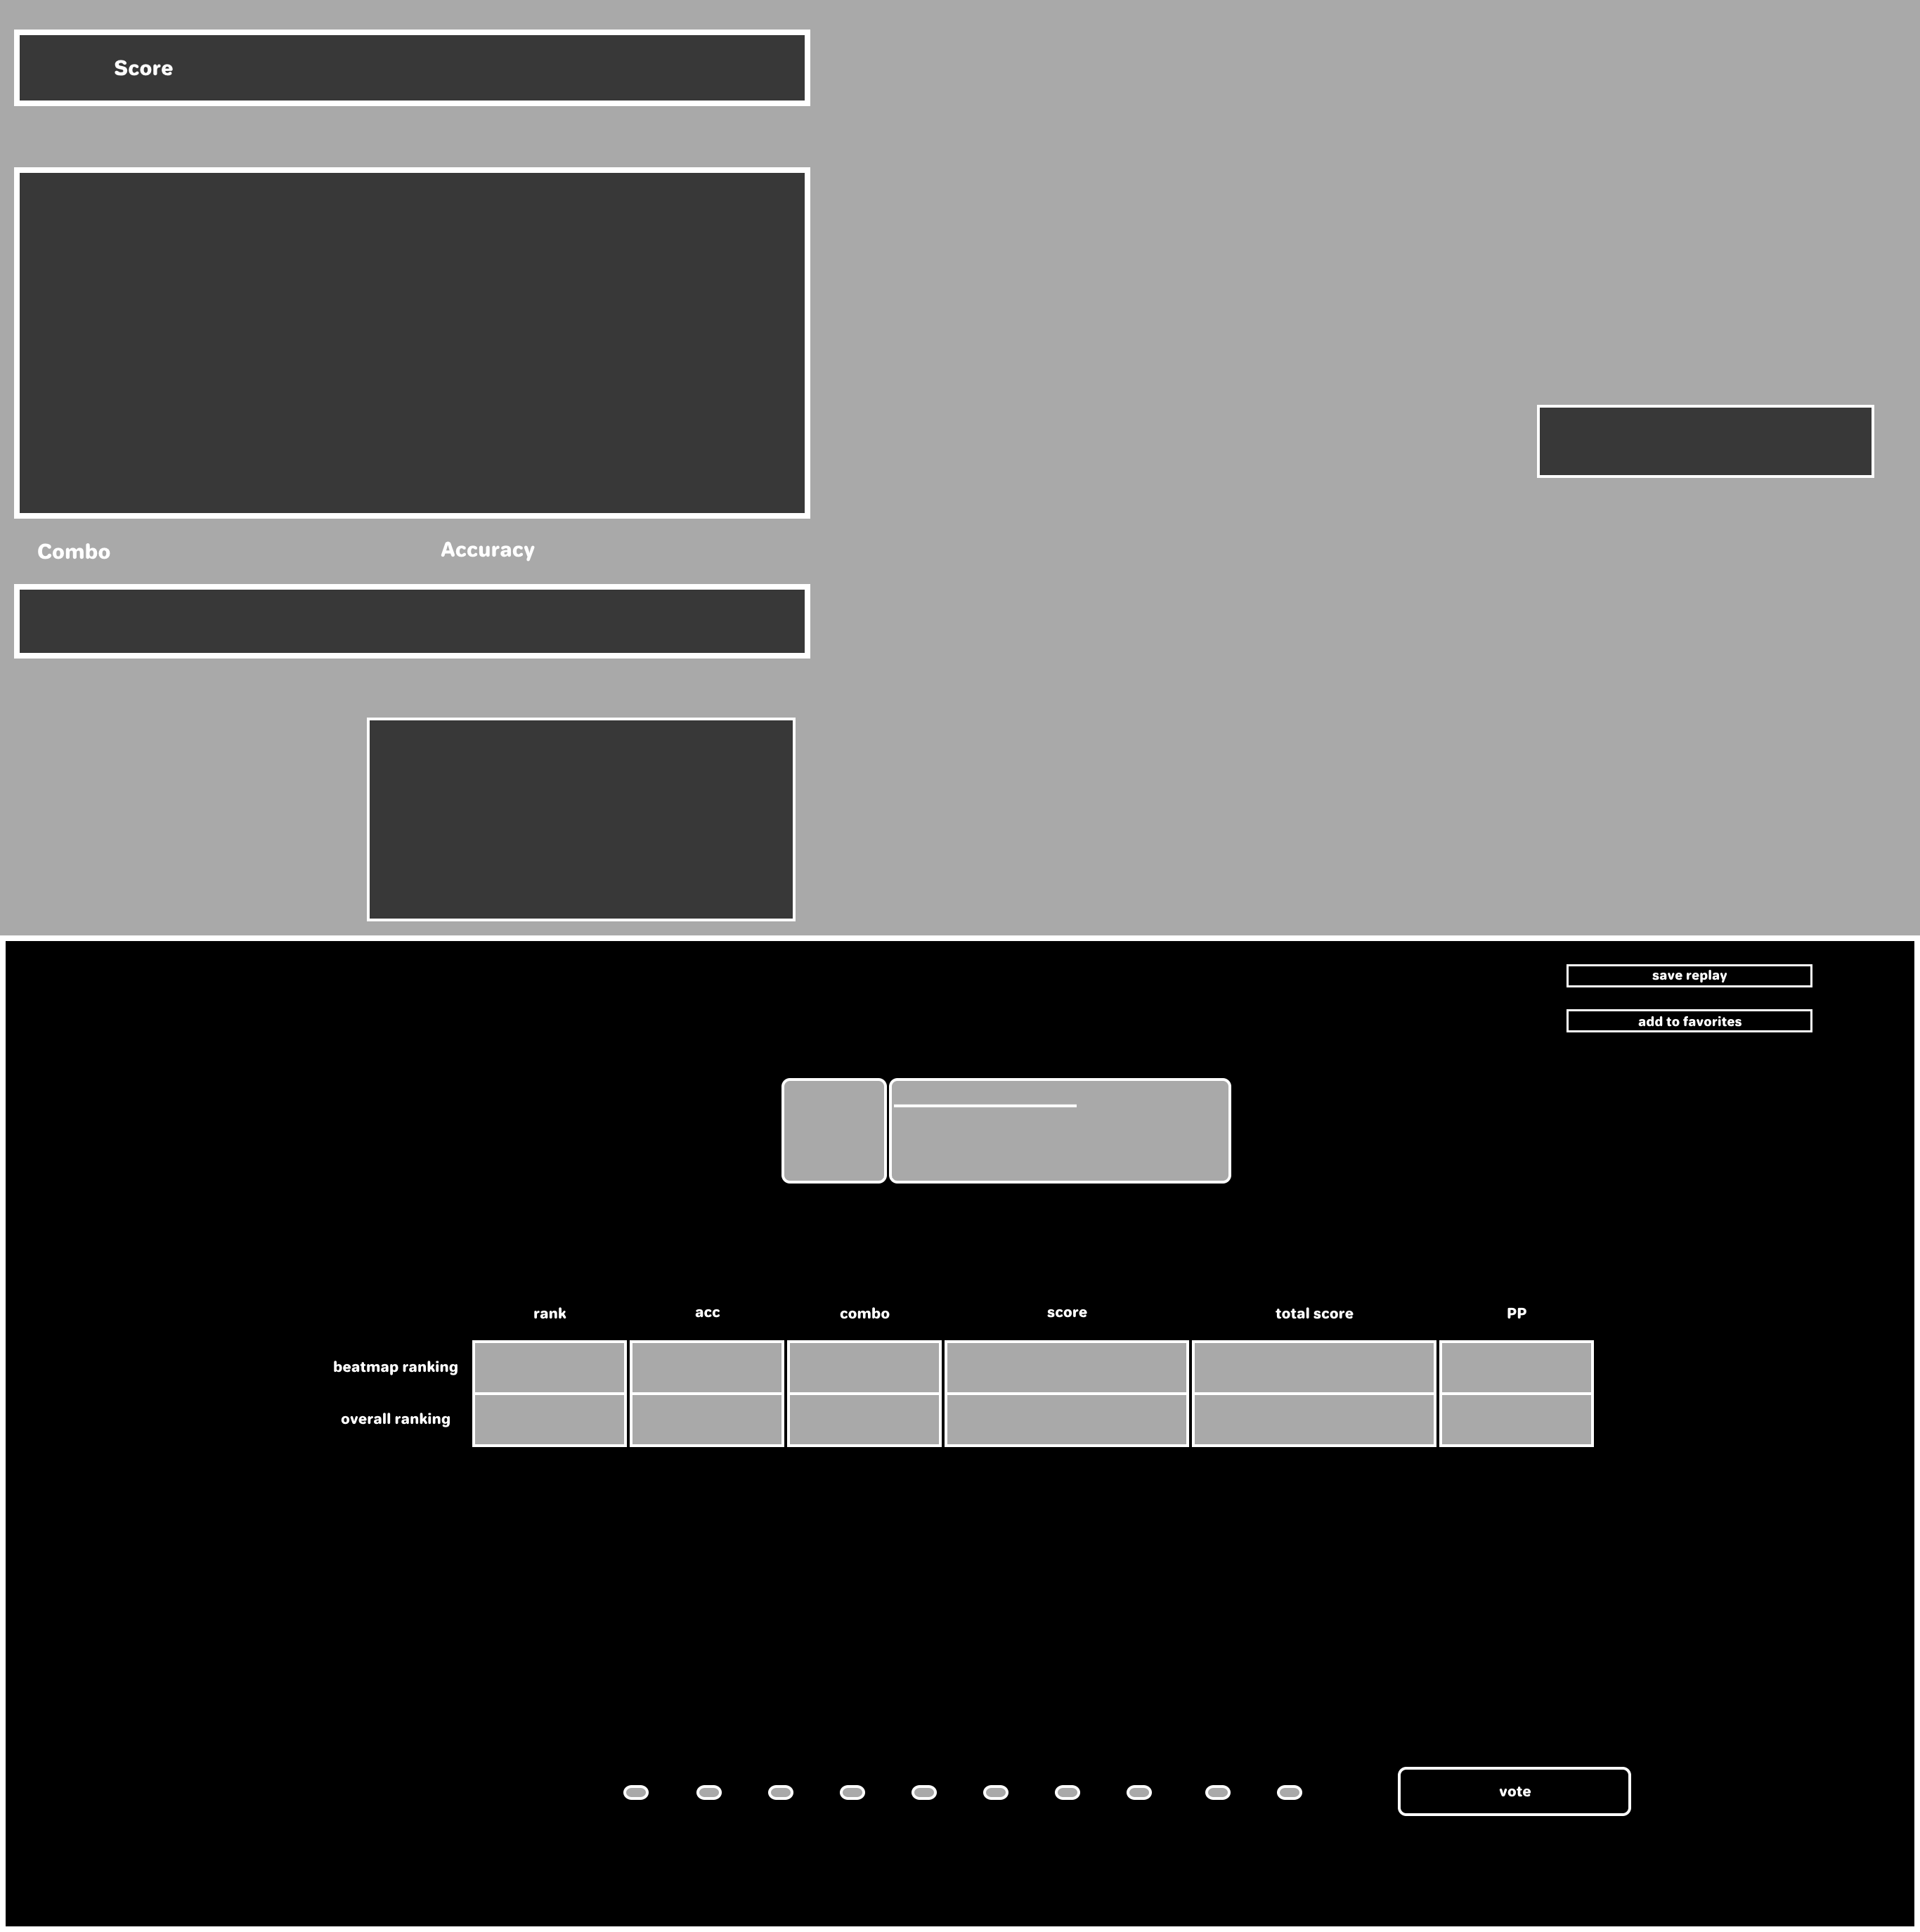 Score
Combo
Accuracy
save replay
add to favorites
rank
acc
combo
score
total score
PP
beatmap ranking
overall ranking
vote